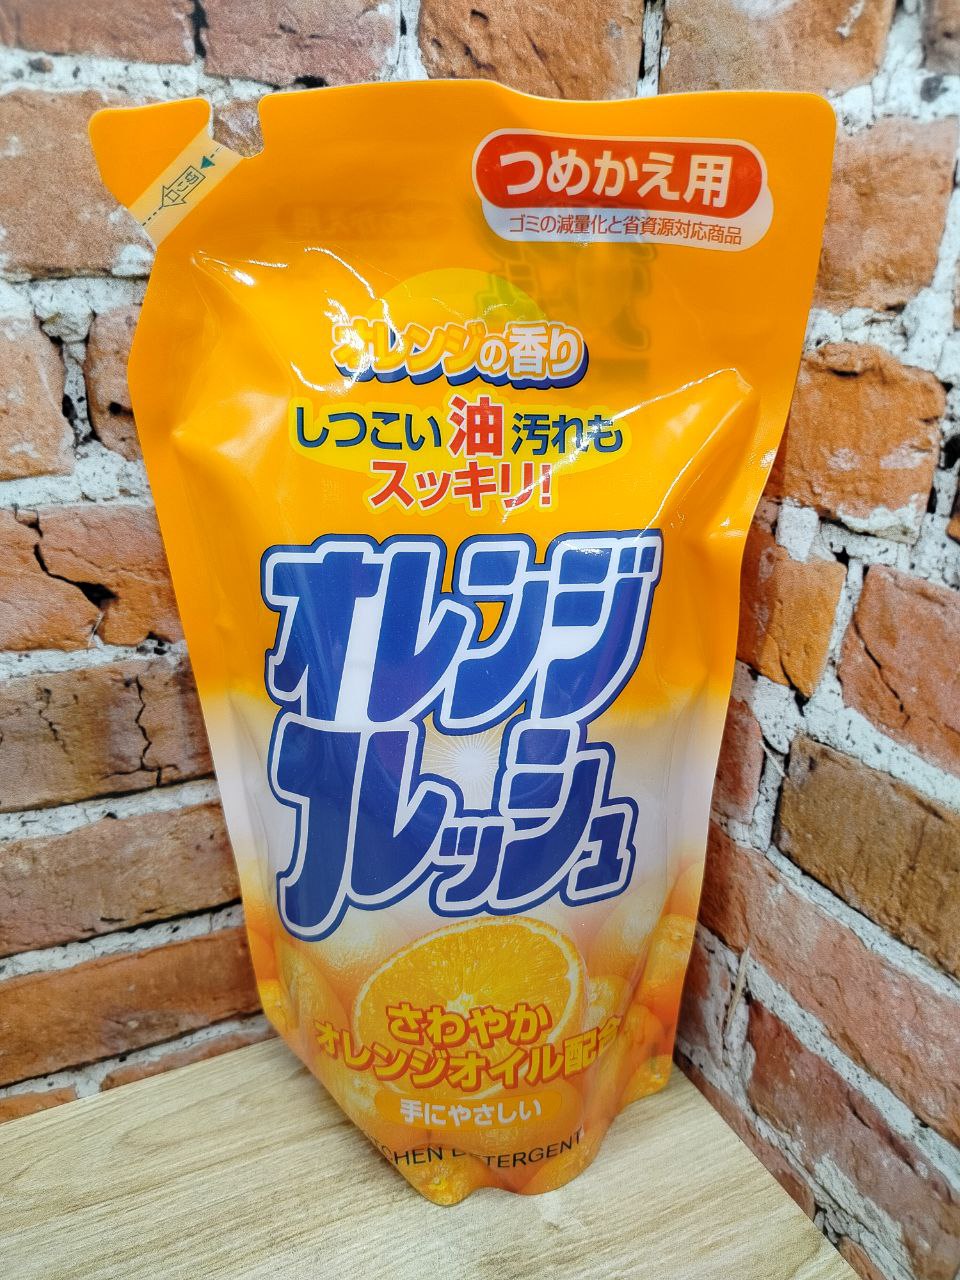 つめかえ用
ゴミの減量化と省資源対応商品
オレンジの香り
しつこい油汚れも
スッキリ!
オレンジ
フレッシュ
さわやか
オレンジオイル配合
手にやさしい
KITCHEN DETERGENT